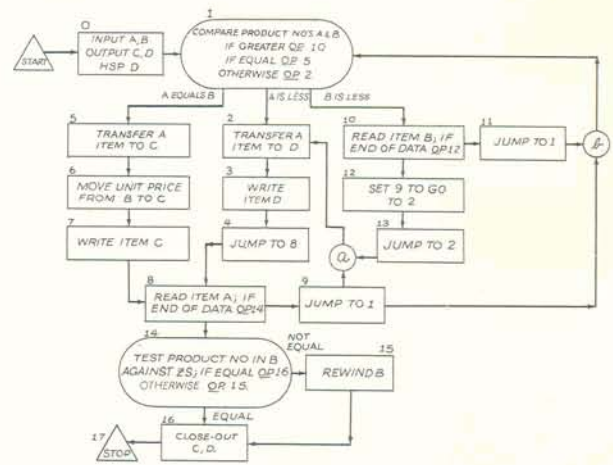 START
0
INPUT A, B
OUTPUT C, D
HSP D
1
COMPARE PRODUCT NO'S A & B
IF GREATER OP 10
IF EQUAL OP 5
OTHERWISE OP 2
A EQUALS B
A IS LESS
B IS LESS
5
TRANSFER A
ITEM TO C
2
TRANSFER A
ITEM TO D
10
READ ITEM B; IF
END OF DATA OP12
11
JUMP TO 1
b
6
MOVE UNIT PRICE
FROM B TO C
3
WRITE
ITEM D
12
SET 9 TO GO
TO 2
7
WRITE ITEM C
4
JUMP TO 8
13
JUMP TO 2
a
8
READ ITEM A; IF
END OF DATA OP14
9
JUMP TO 1
14
TEST PRODUCT NO IN B
AGAINST ZS; IF EQUAL OP16
OTHERWISE OP 15.
NOT
EQUAL
15
REWIND B
EQUAL
16
CLOSE-OUT
C, D.
17
STOP